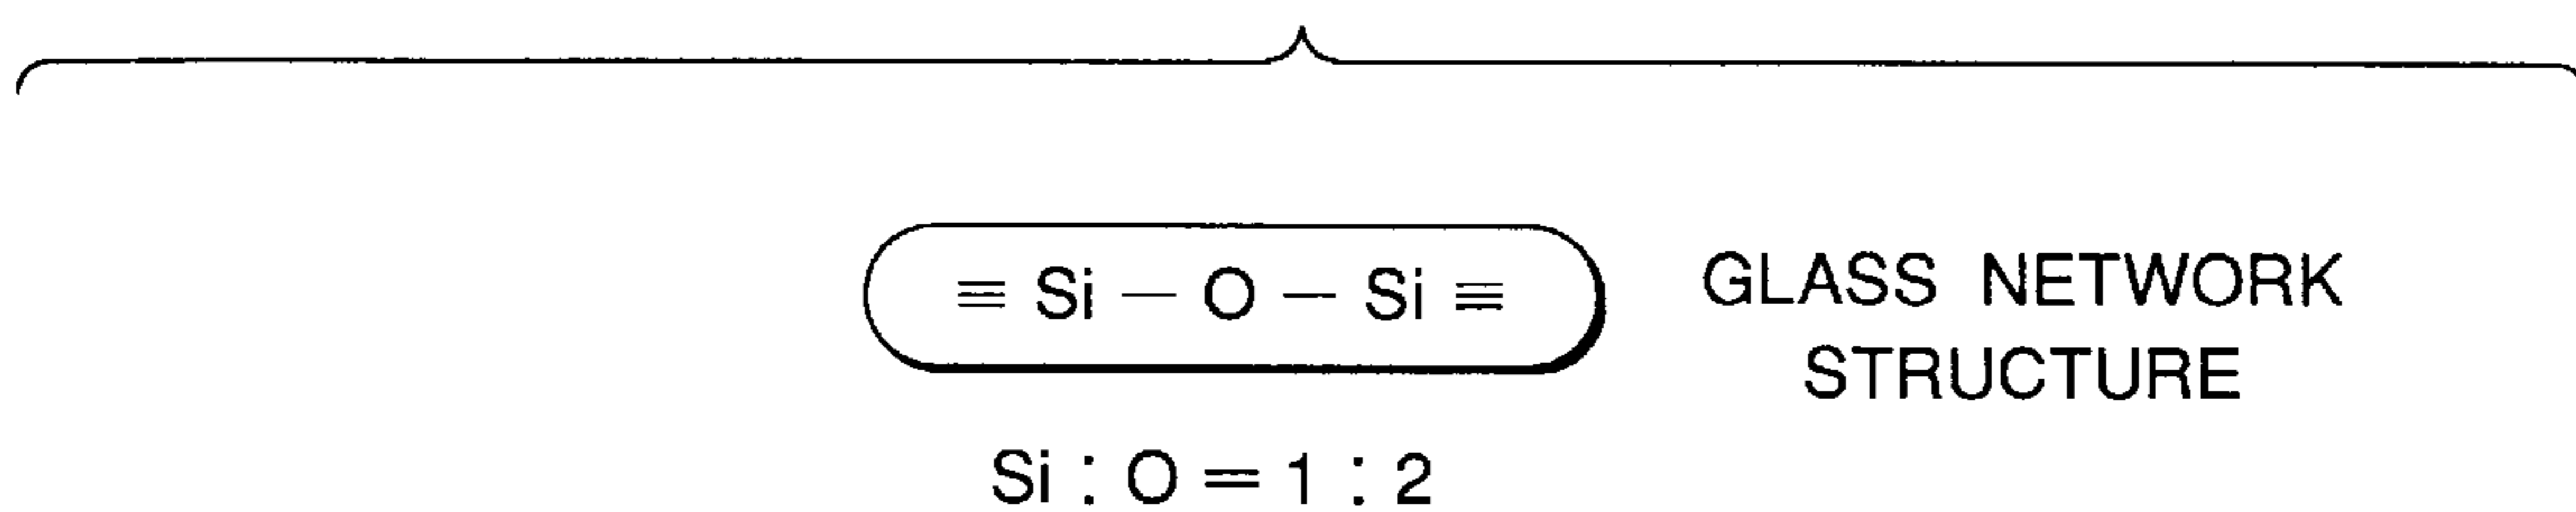 ≡ Si — O — Si ≡
GLASS NETWORK
STRUCTURE
Si : O = 1 : 2